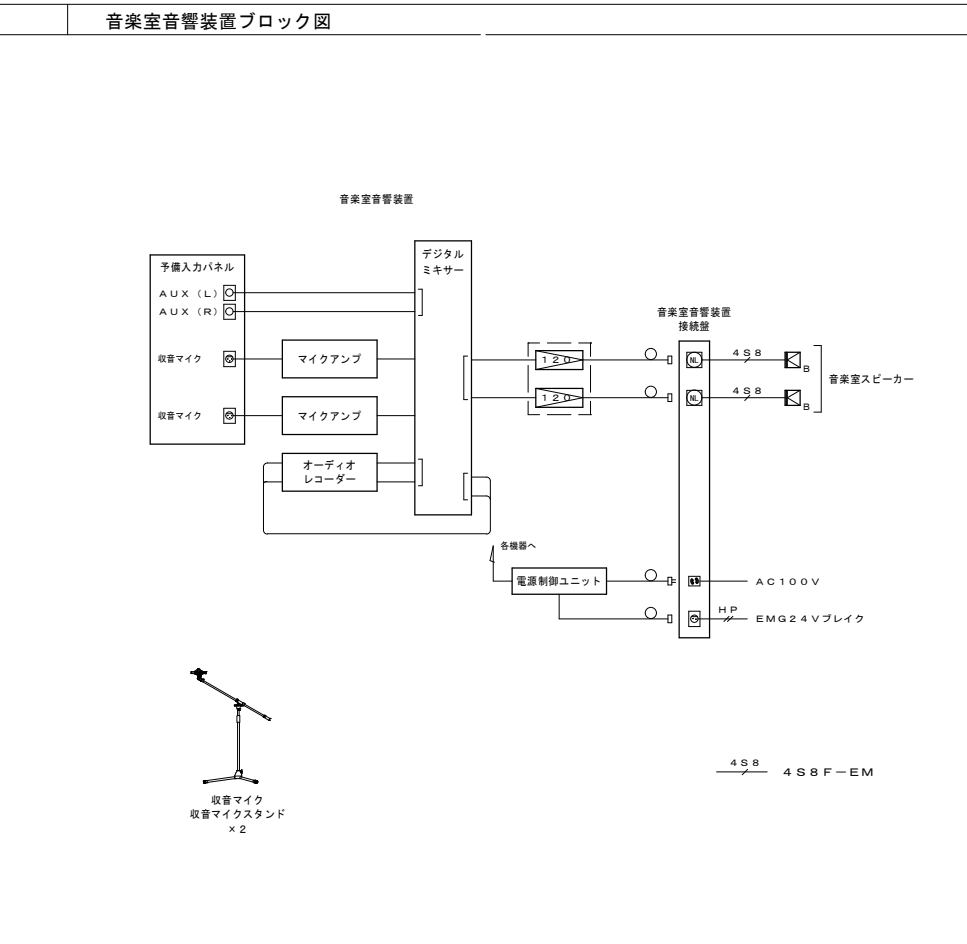 音楽室音響装置ブロック図
音楽室音響装置
デジタル
ミキサー
予備入力パネル
AUX（L）
AUX（R）
収音マイク
マイクアンプ
収音マイク
マイクアンプ
オーディオ
レコーダー
120
120
音楽室音響装置
接続盤
NL
4S8
B
NL
4S8
B
音楽室スピーカー
各機器へ
電源制御ユニット
AC100V
HP
EMG24Vブレイク
収音マイク
収音マイクスタンド
×2
4S8
4S8F－EM